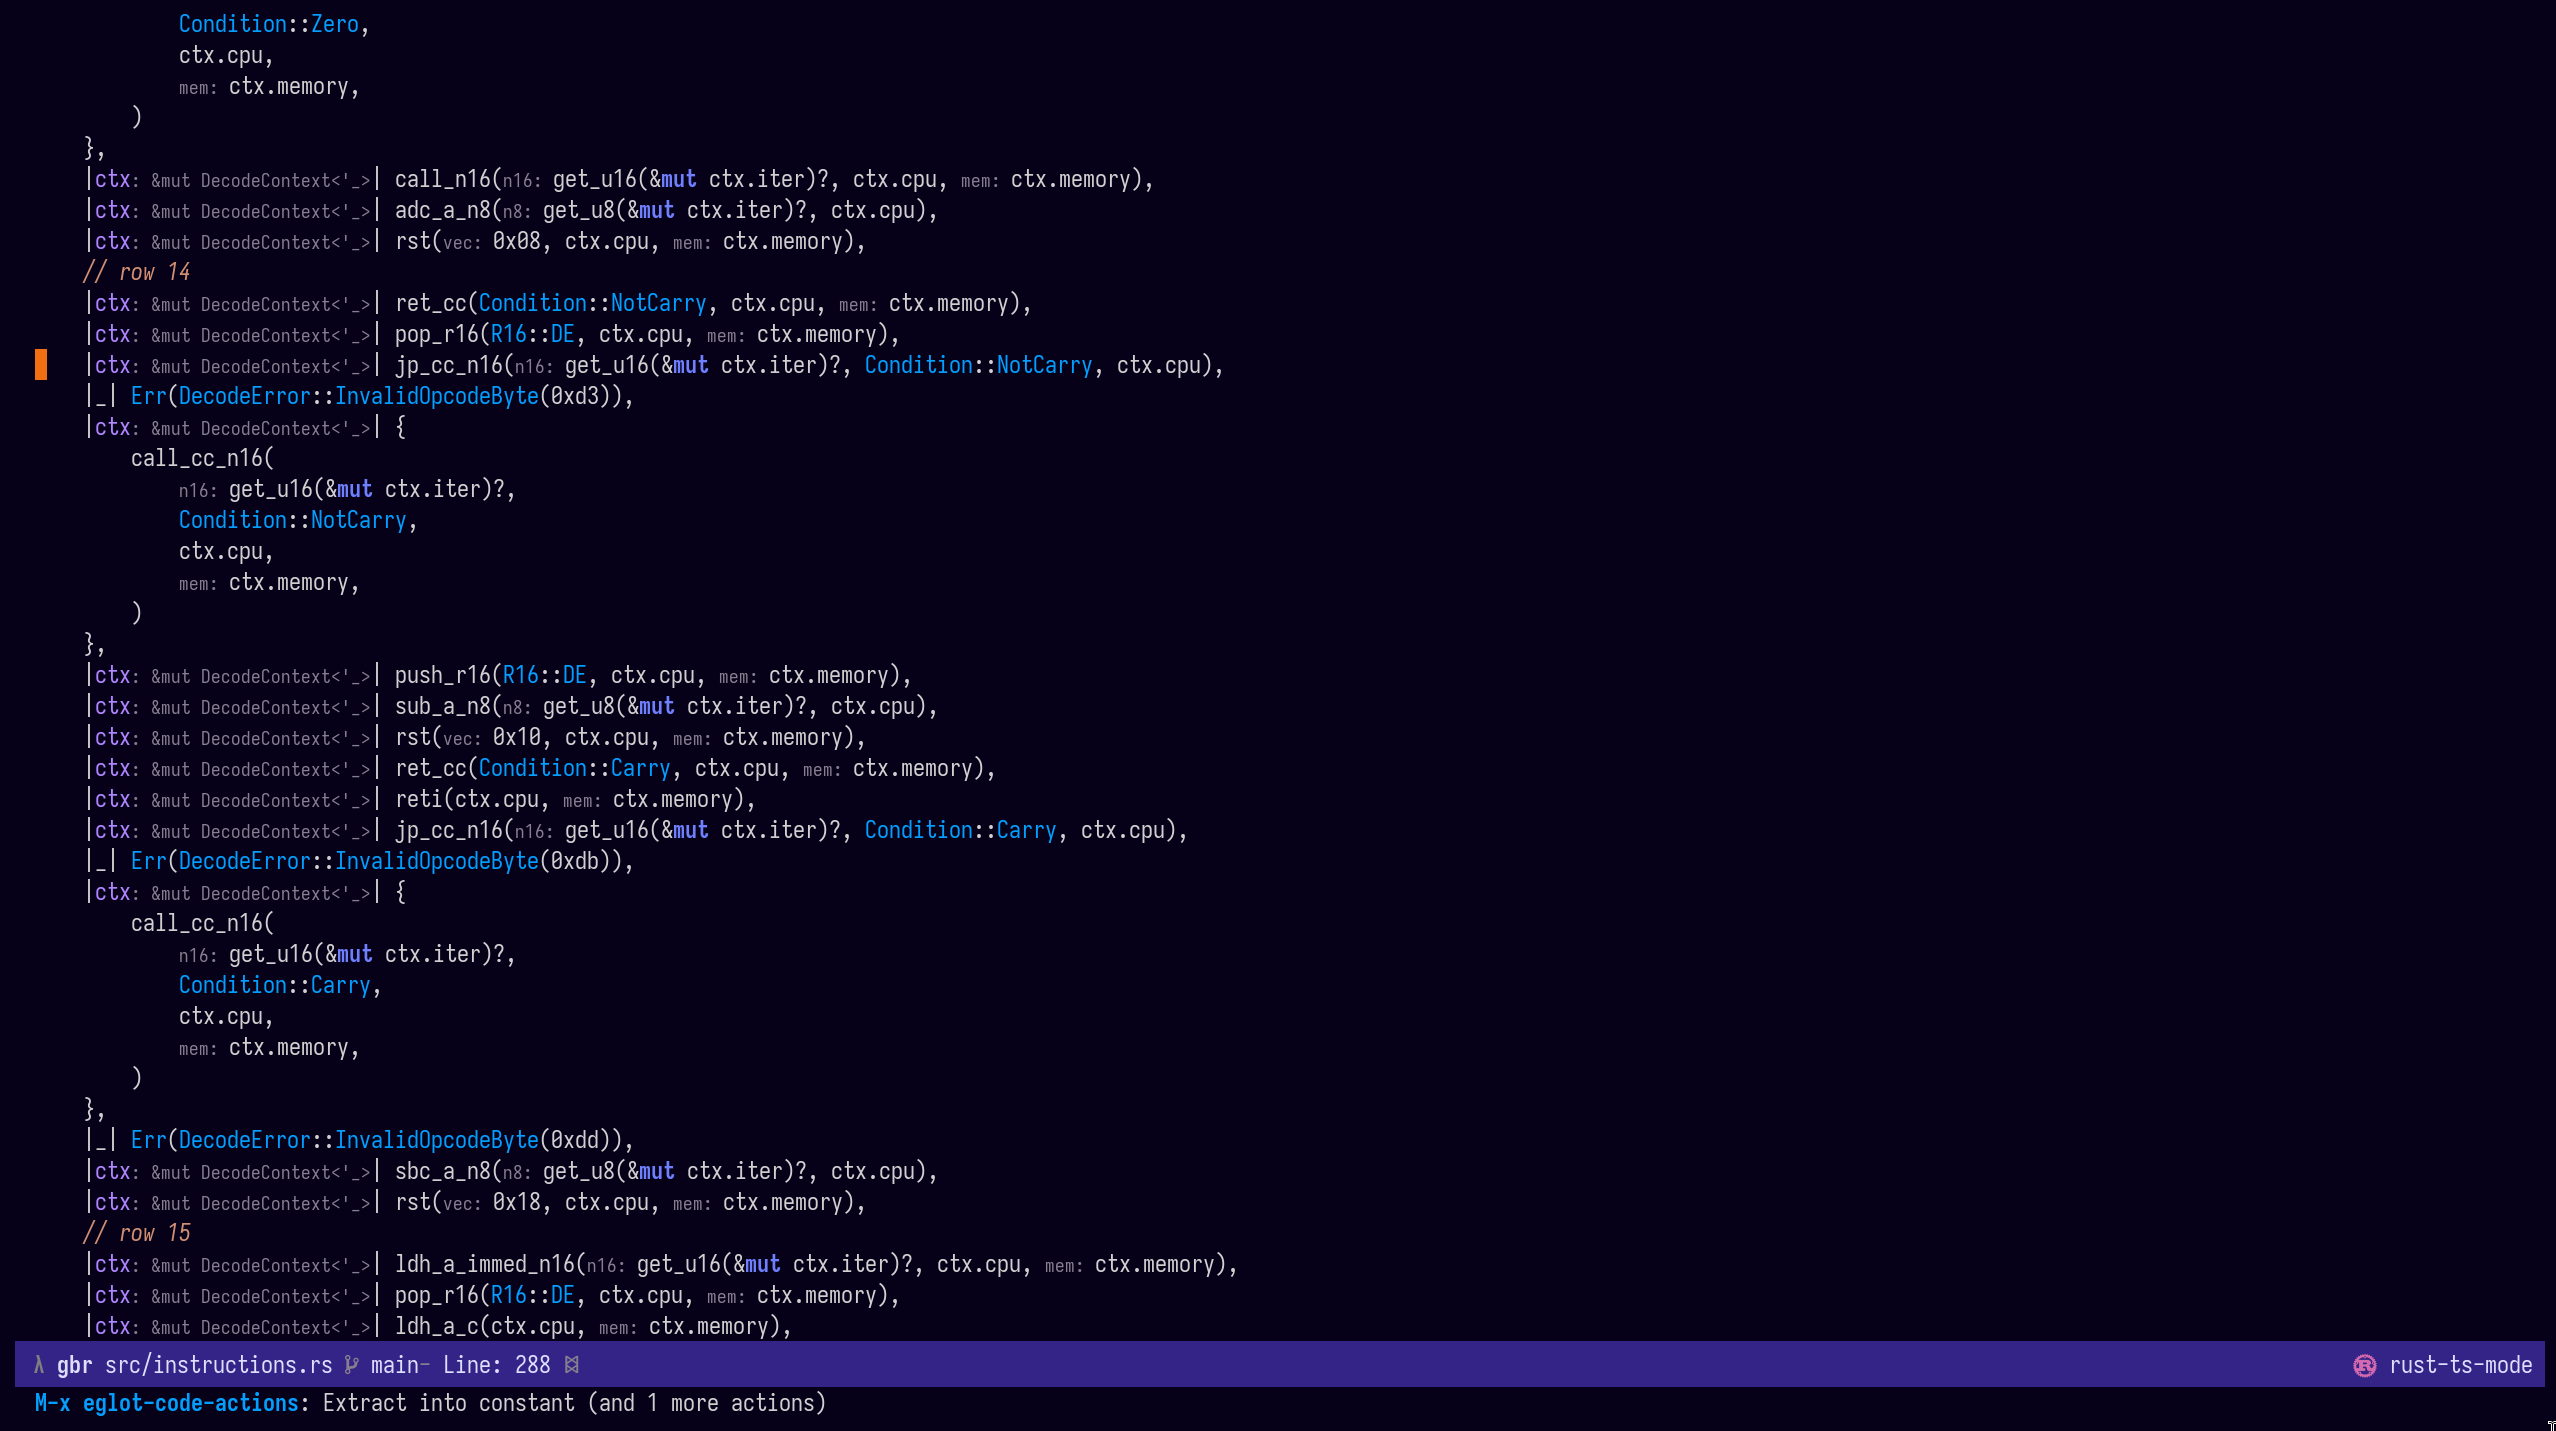 Condition::Zero,
ctx.cpu,
mem: ctx.memory,
)
},
|ctx: &mut DecodeContext<'_>| call_n16(n16: get_u16(&mut ctx.iter)?, ctx.cpu, mem: ctx.memory),
|ctx: &mut DecodeContext<'_>| adc_a_n8(n8: get_u8(&mut ctx.iter)?, ctx.cpu),
|ctx: &mut DecodeContext<'_>| rst(vec: 0x08, ctx.cpu, mem: ctx.memory),
// row 14
|ctx: &mut DecodeContext<'_>| ret_cc(Condition::NotCarry, ctx.cpu, mem: ctx.memory),
|ctx: &mut DecodeContext<'_>| pop_r16(R16::DE, ctx.cpu, mem: ctx.memory),
|ctx: &mut DecodeContext<'_>| jp_cc_n16(n16: get_u16(&mut ctx.iter)?, Condition::NotCarry, ctx.cpu),
|_| Err(DecodeError::InvalidOpcodeByte(0xd3)),
|ctx: &mut DecodeContext<'_>| {
call_cc_n16(
n16: get_u16(&mut ctx.iter)?,
Condition::NotCarry,
ctx.cpu,
mem: ctx.memory,
)
},
|ctx: &mut DecodeContext<'_>| push_r16(R16::DE, ctx.cpu, mem: ctx.memory),
|ctx: &mut DecodeContext<'_>| sub_a_n8(n8: get_u8(&mut ctx.iter)?, ctx.cpu),
|ctx: &mut DecodeContext<'_>| rst(vec: 0x10, ctx.cpu, mem: ctx.memory),
|ctx: &mut DecodeContext<'_>| ret_cc(Condition::Carry, ctx.cpu, mem: ctx.memory),
|ctx: &mut DecodeContext<'_>| reti(ctx.cpu, mem: ctx.memory),
|ctx: &mut DecodeContext<'_>| jp_cc_n16(n16: get_u16(&mut ctx.iter)?, Condition::Carry, ctx.cpu),
|_| Err(DecodeError::InvalidOpcodeByte(0xdb)),
|ctx: &mut DecodeContext<'_>| {
call_cc_n16(
n16: get_u16(&mut ctx.iter)?,
Condition::Carry,
ctx.cpu,
mem: ctx.memory,
)
},
|_| Err(DecodeError::InvalidOpcodeByte(0xdd)),
|ctx: &mut DecodeContext<'_>| sbc_a_n8(n8: get_u8(&mut ctx.iter)?, ctx.cpu),
|ctx: &mut DecodeContext<'_>| rst(vec: 0x18, ctx.cpu, mem: ctx.memory),
// row 15
|ctx: &mut DecodeContext<'_>| ldh_a_immed_n16(n16: get_u16(&mut ctx.iter)?, ctx.cpu, mem: ctx.memory),
|ctx: &mut DecodeContext<'_>| pop_r16(R16::DE, ctx.cpu, mem: ctx.memory),
|ctx: &mut DecodeContext<'_>| ldh_a_c(ctx.cpu, mem: ctx.memory),
λ gbr src/instructions.rs main- Line: 288 rust-ts-mode
M-x eglot-code-actions: Extract into constant (and 1 more actions)